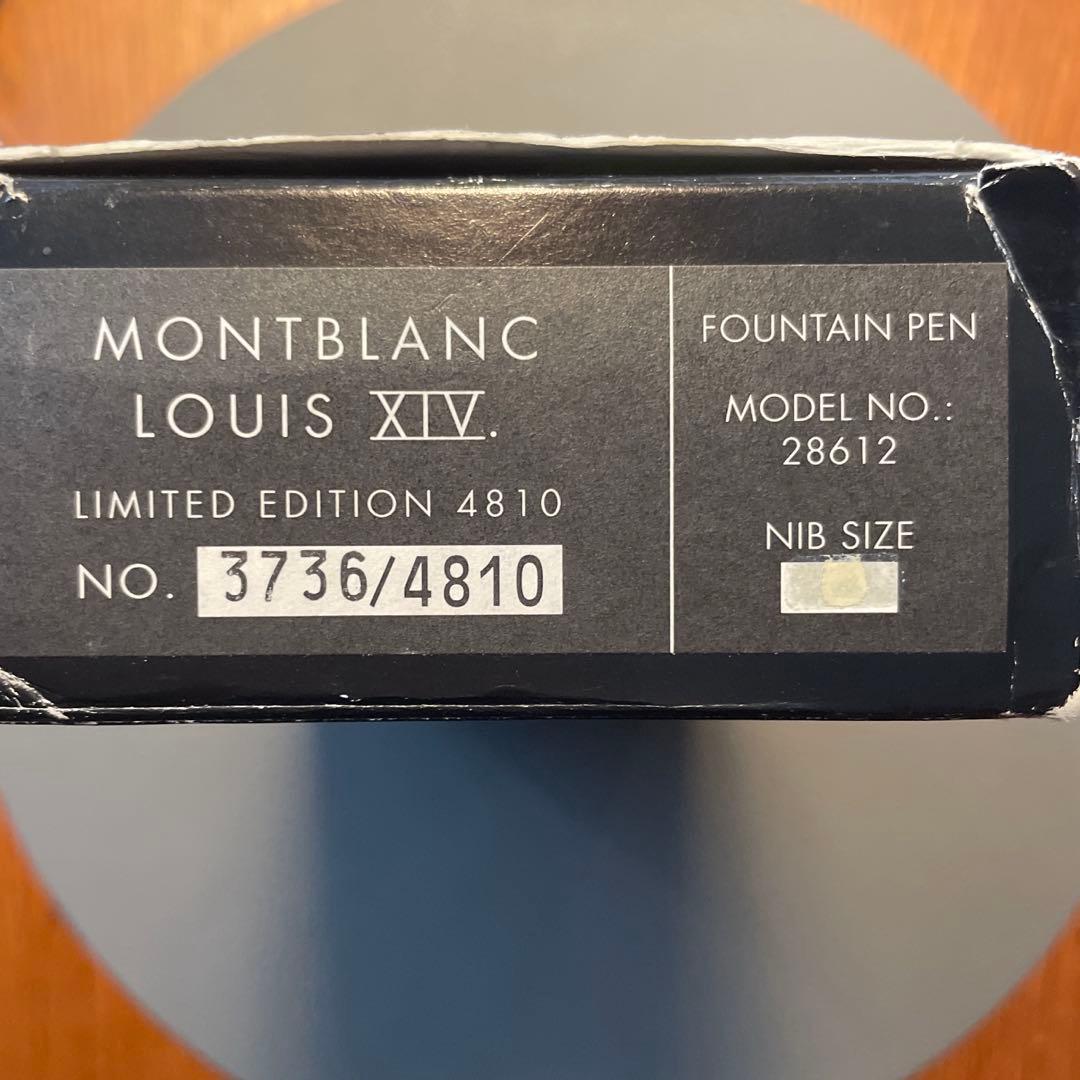 MONTBLANC
LOUIS XIV.
LIMITED EDITION 4810
NO. 3736/4810
FOUNTAIN PEN
MODEL NO.:
28612
NIB SIZE